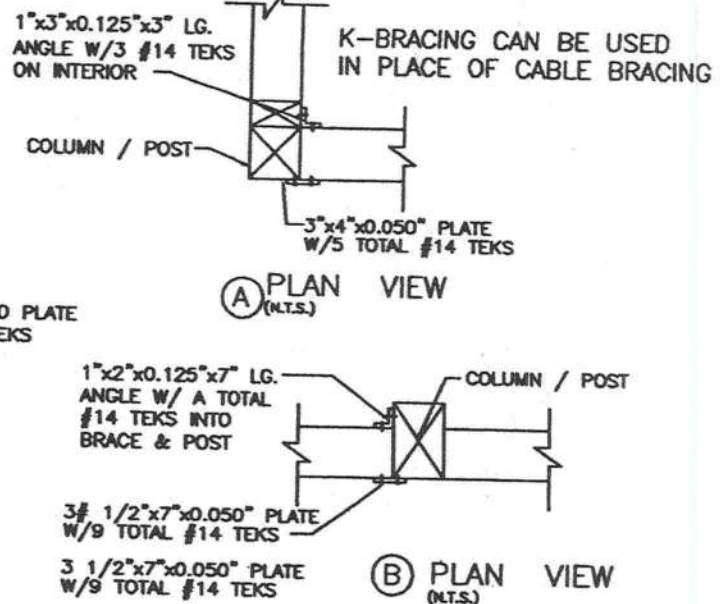 1"x3"x0.125"x3" LG.
ANGLE W/3 #14 TEKS
ON INTERIOR
K-BRACING CAN BE USED
IN PLACE OF CABLE BRACING
COLUMN / POST
3"x4"x0.050" PLATE
W/5 TOTAL #14 TEKS
A PLAN VIEW
(N.T.S.)
PLATE
1"x2"x0.125"x7" LG.
ANGLE W/ A TOTAL
#14 TEKS INTO
BRACE & POST
COLUMN / POST
3# 1/2"x7"x0.050" PLATE
W/9 TOTAL #14 TEKS
3 1/2"x7"x0.050" PLATE
W/9 TOTAL #14 TEKS
B PLAN VIEW
(N.T.S.)